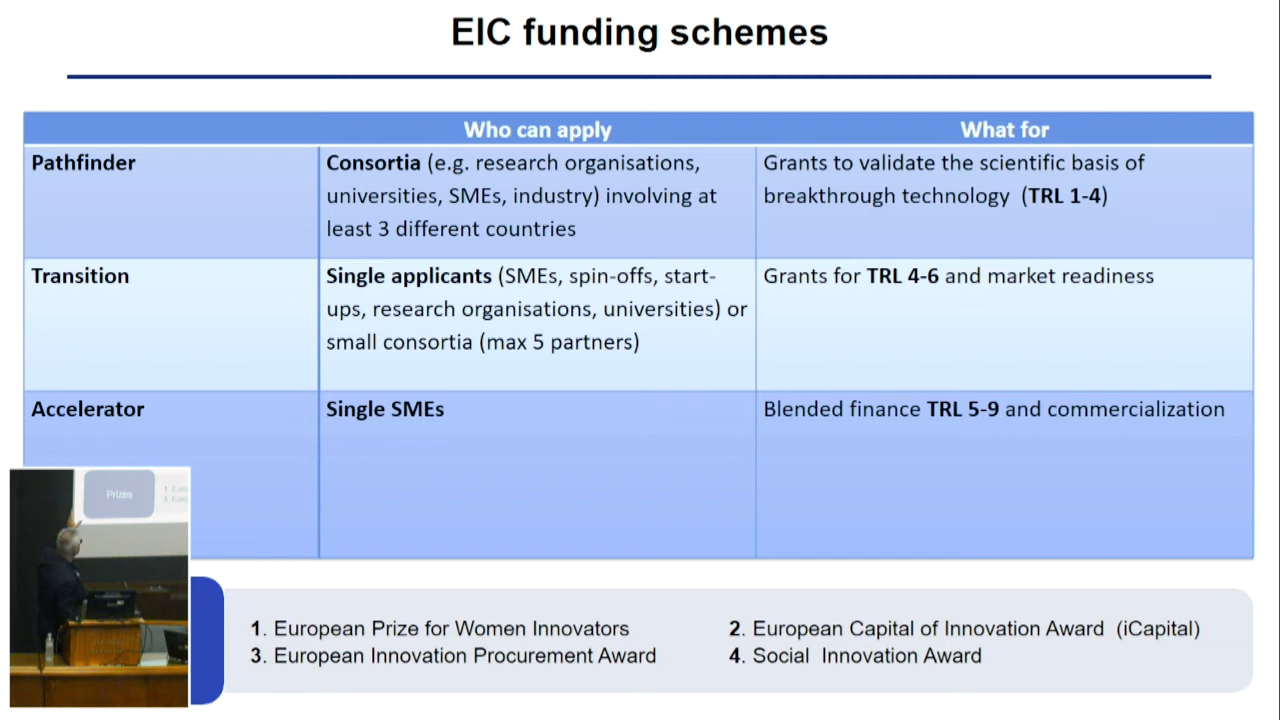 EIC funding schemes
Who can apply
What for
Pathfinder
Consortia (e.g. research organisations,
universities, SMEs, industry) involving at
least 3 different countries
Grants to validate the scientific basis of
breakthrough technology (TRL 1-4)
Transition
Single applicants (SMEs, spin-offs, start-
ups, research organisations, universities) or
small consortia (max 5 partners)
Grants for TRL 4-6 and market readiness
Accelerator
Single SMEs
Blended finance TRL 5-9 and commercialization
Prizes
1. European Prize for Women Innovators
2. European Capital of Innovation Award (iCapital)
3. European Innovation Procurement Award
4. Social Innovation Award